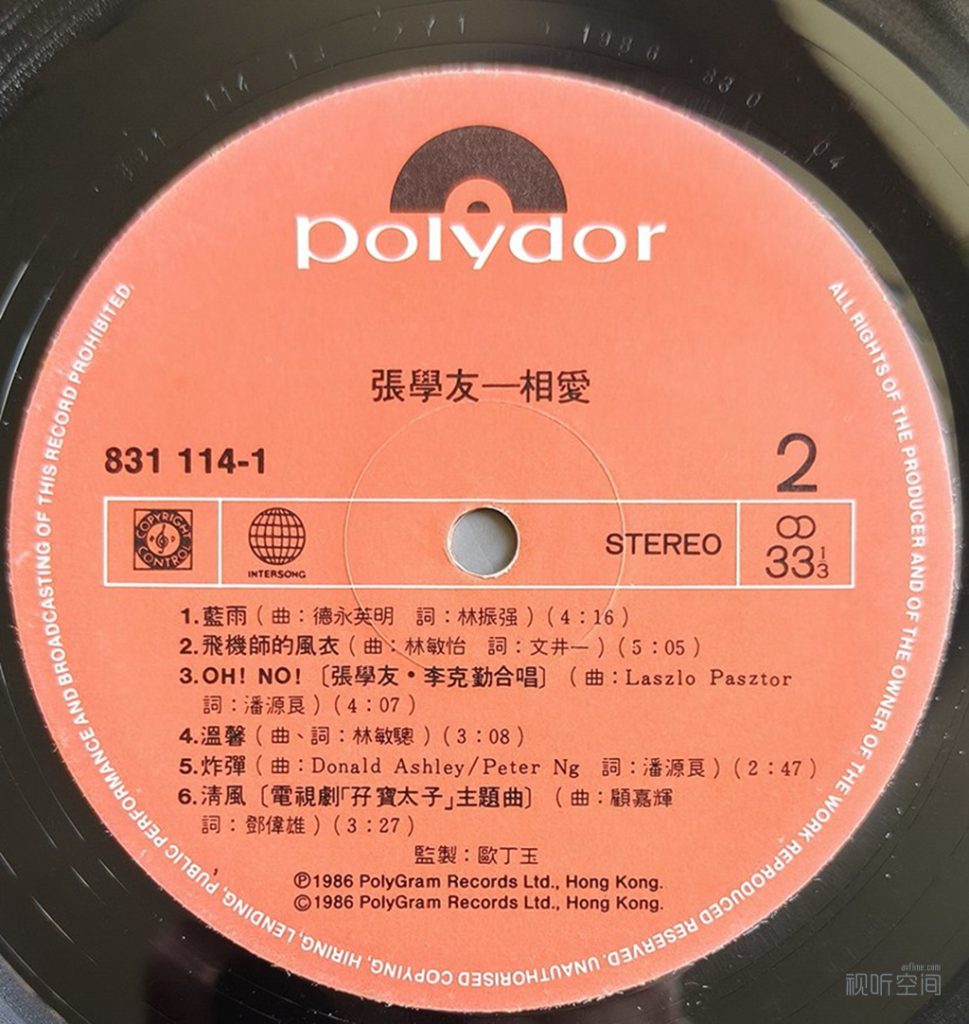 1986 830
polydor
張學友—相愛
831 114-1
2
COPYRIGHT CONTROL
INTERSONG
STEREO
33 1/3
1.藍雨（曲：德永英明 詞：林振强）（4：16）
2.飛機師的風衣（曲：林敏怡 詞：文井一）（5：05）
3.OH! NO!〔張學友•李克勤合唱〕（曲：Laszlo Pasztor
詞：潘源良）（4：07）
4.溫馨（曲、詞：林敏驄）（3：08）
5.炸彈（曲：Donald Ashley/Peter Ng 詞：潘源良）（2：47）
6.淸風〔電視劇「孖寶太子」主題曲〕（曲：顧嘉輝
詞：鄧偉雄）（3：27）
監製：歐丁玉
Ⓟ1986 PolyGram Records Ltd., Hong Kong.
©1986 PolyGram Records Ltd., Hong Kong.
ALL RIGHTS OF THE PRODUCER AND OF THE OWNER OF THE WORK REPRODUCED RESERVED. UNAUTHORISED COPYING, HIRING, LENDING, PUBLIC PERFORMANCE AND BROADCASTING OF THIS RECORD PROHIBITED.
视听空间